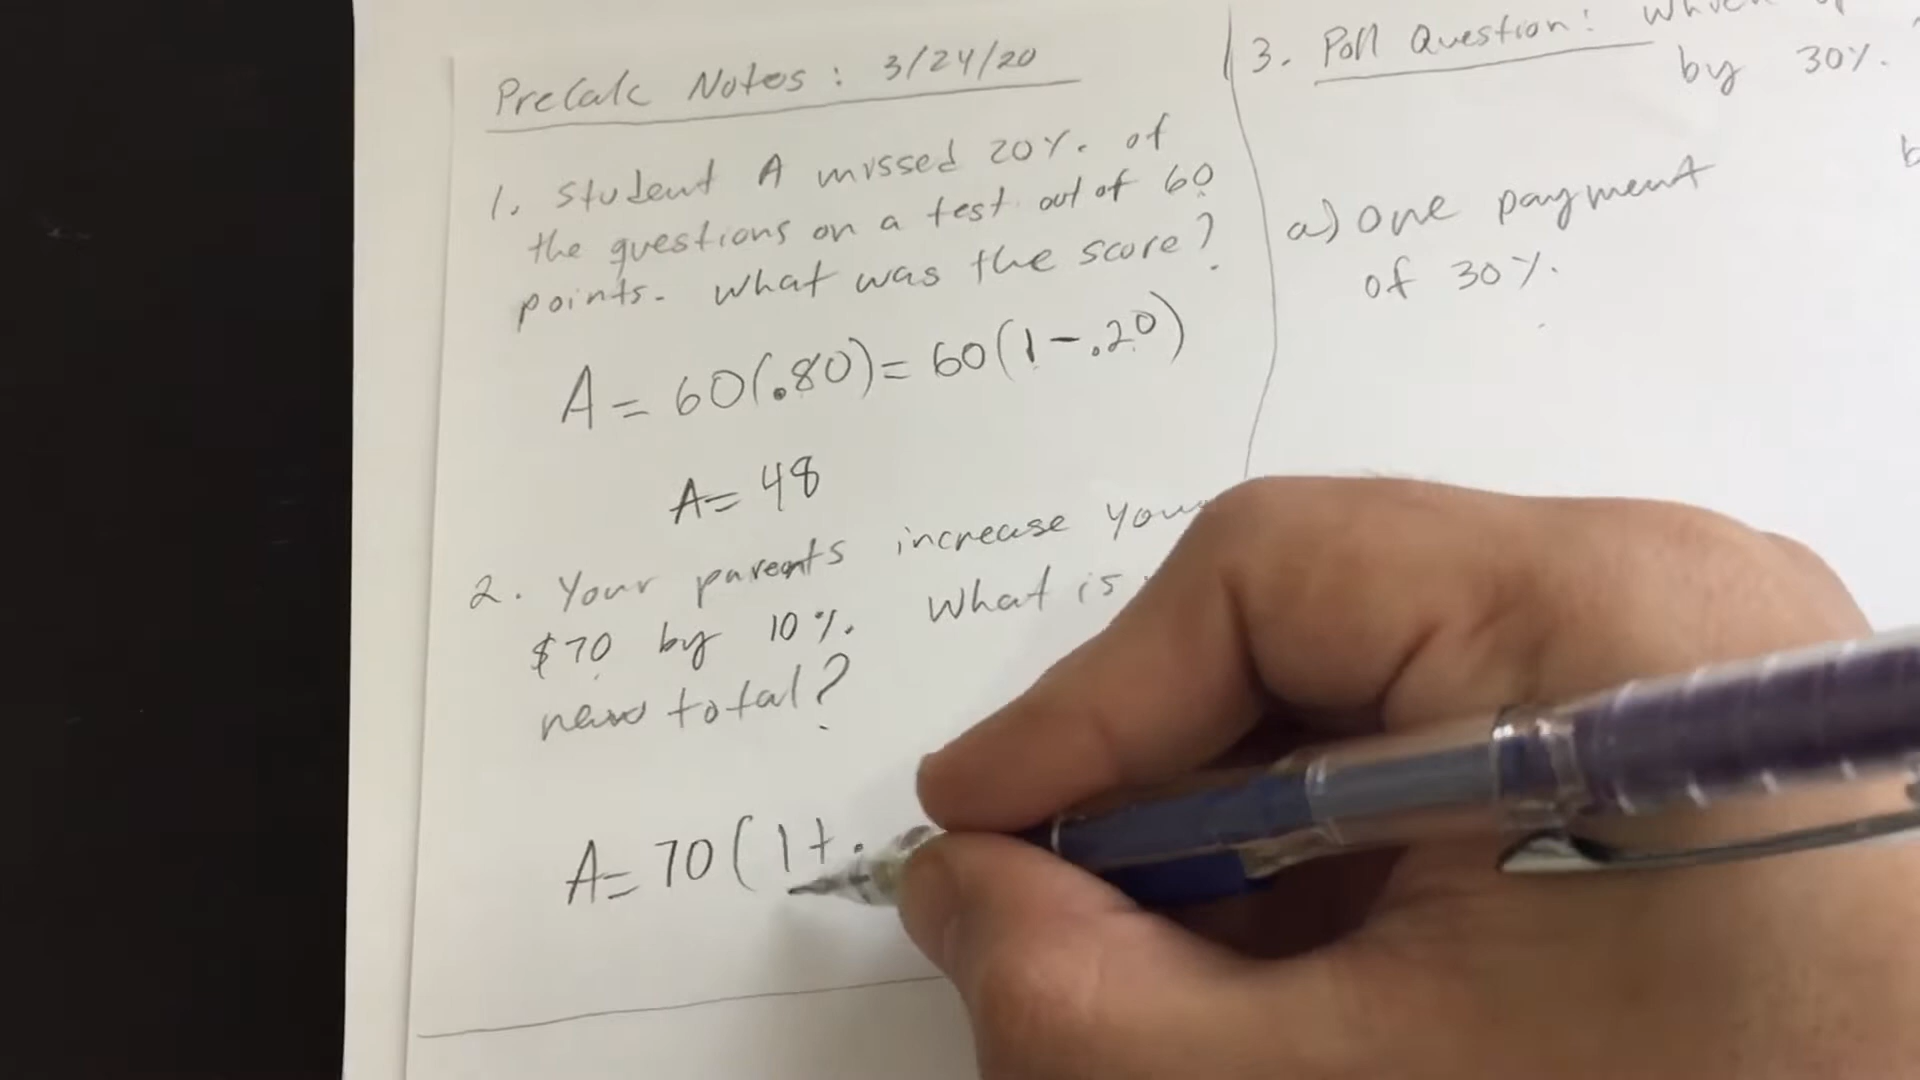 PreCalc Notes: 3/24/20
1. Student A missed 20% of
the questions on a test out of 60
points. What was the score?
A = 60(.80) = 60(1-.20)
A = 48
2. Your parents increase
$70 by 10%. What is
new total?
A = 70(1+.
3. Poll Question:
by 30%.
a) one payment
of 30%.